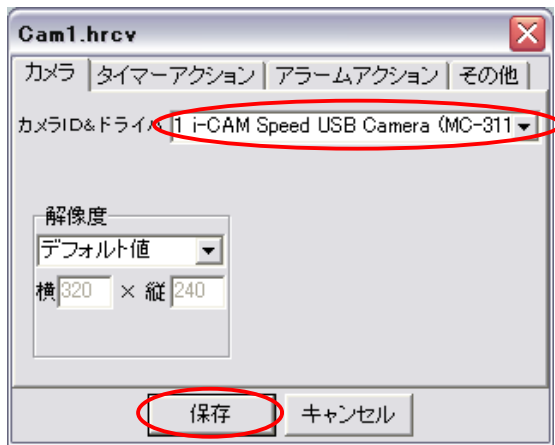 Cam1.hrcv
カメラ タイマーアクション アラームアクション その他
カメラID&ドライバ 1 i-CAM Speed USB Camera (MC-311
解像度
デフォルト値
横 320 × 縦 240
保存 キャンセル